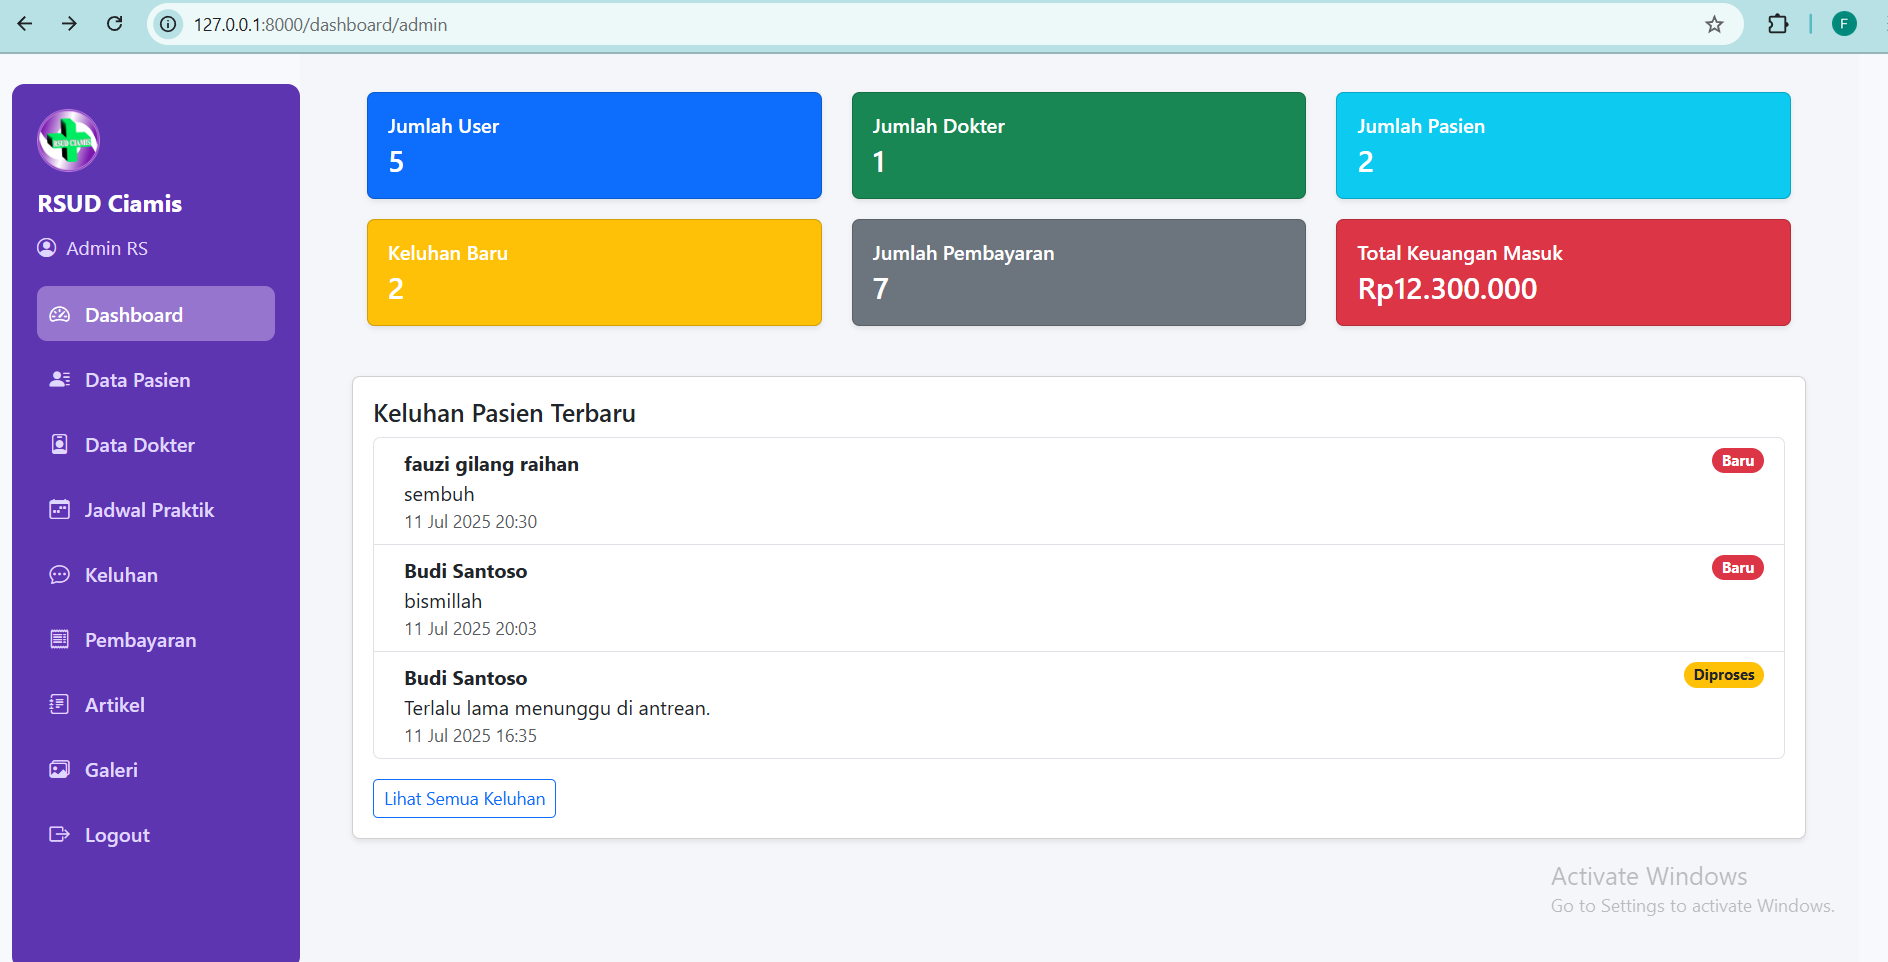 127.0.0.1:8000/dashboard/admin
F
RSUD CIAMIS
RSUD Ciamis
Admin RS
Dashboard
Data Pasien
Data Dokter
Jadwal Praktik
Keluhan
Pembayaran
Artikel
Galeri
Logout
Jumlah User
5
Jumlah Dokter
1
Jumlah Pasien
2
Keluhan Baru
2
Jumlah Pembayaran
7
Total Keuangan Masuk
Rp12.300.000
Keluhan Pasien Terbaru
fauzi gilang raihan
Baru
sembuh
11 Jul 2025 20:30
Budi Santoso
Baru
bismillah
11 Jul 2025 20:03
Budi Santoso
Diproses
Terlalu lama menunggu di antrean.
11 Jul 2025 16:35
Lihat Semua Keluhan
Activate Windows
Go to Settings to activate Windows.